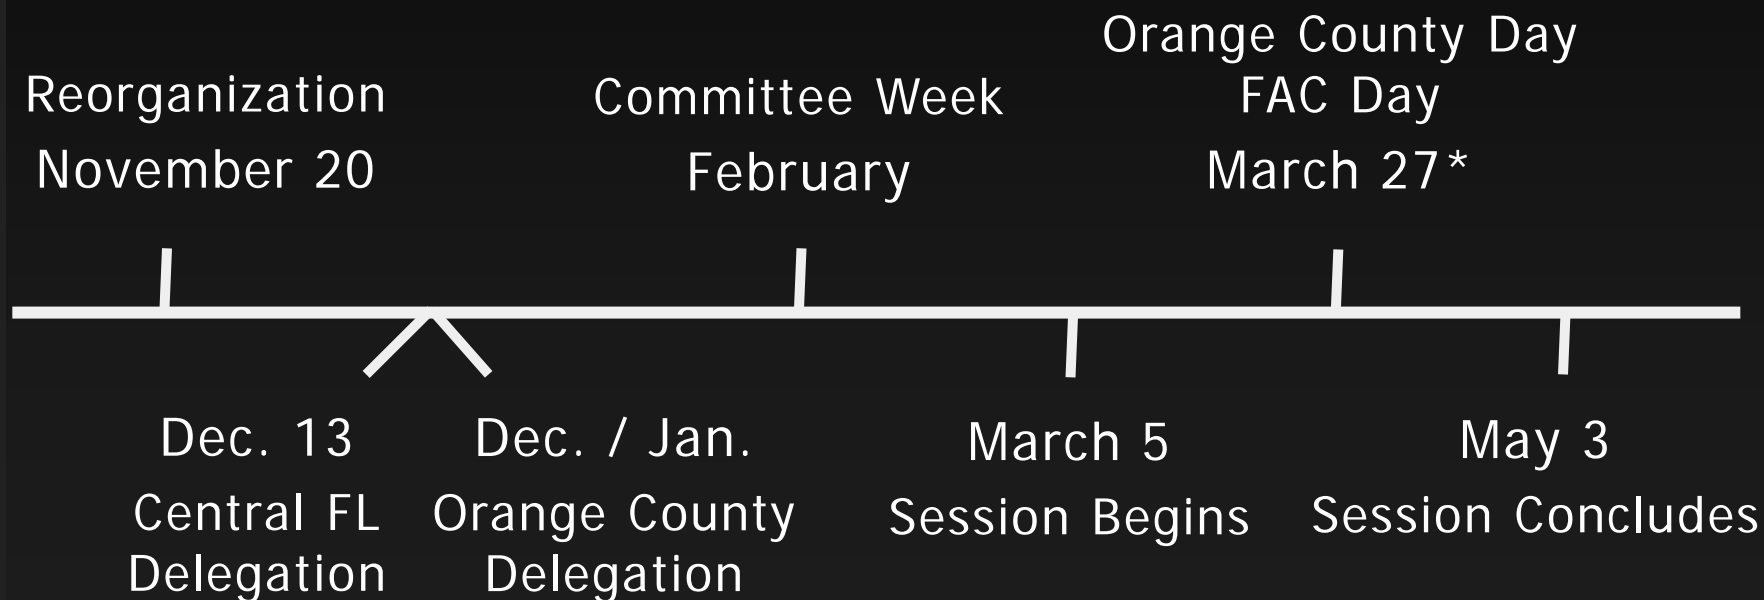 Reorganization
November 20
Committee Week
February
Orange County Day
FAC Day
March 27*
Dec. 13
Central FL
Delegation
Dec. / Jan.
Orange County
Delegation
March 5
Session Begins
May 3
Session Concludes